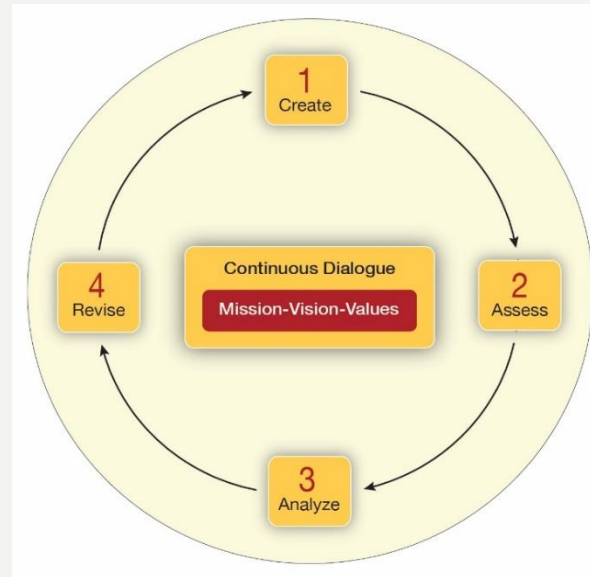 1
Create
2
Assess
3
Analyze
4
Revise
Continuous Dialogue
Mission-Vision-Values